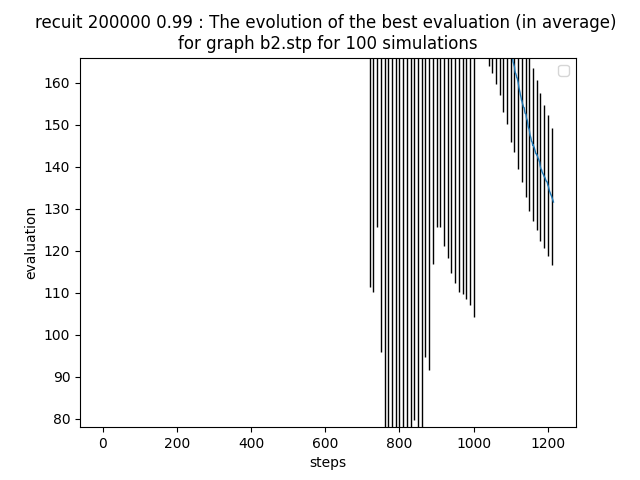 recuit 200000 0.99 : The evolution of the best evaluation (in average)
for graph b2.stp for 100 simulations
160
150
140
130
120
110
100
90
80
evaluation
0 200 400 600 800 1000 1200
steps